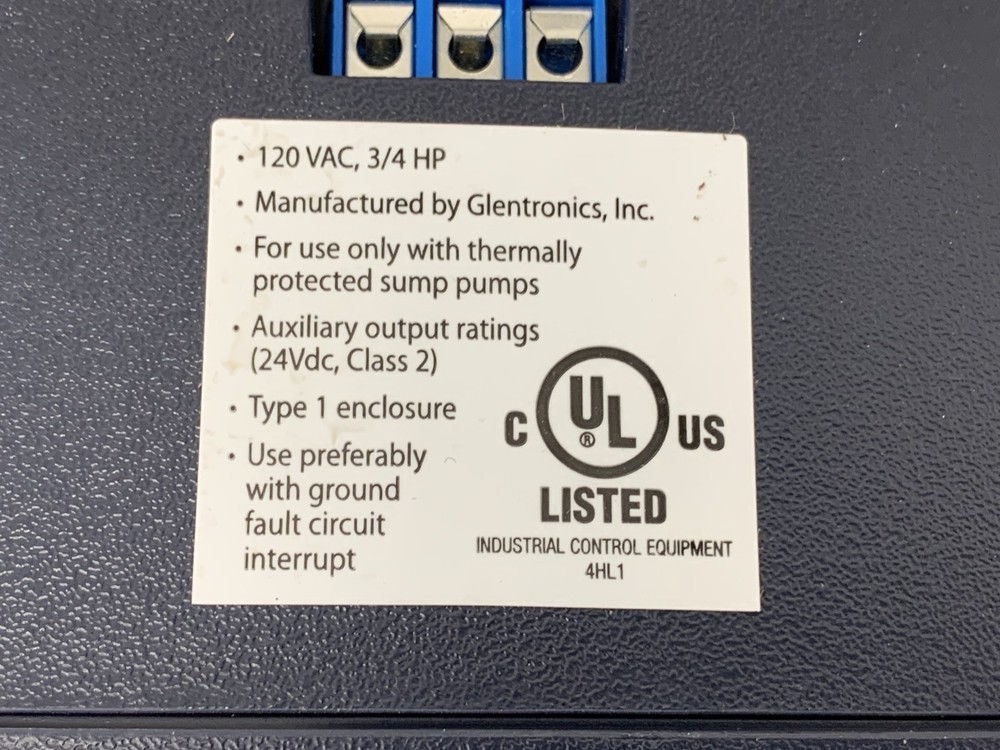 • 120 VAC, 3/4 HP
• Manufactured by Glentronics, Inc.
• For use only with thermally
protected sump pumps
• Auxiliary output ratings
(24Vdc, Class 2)
• Type 1 enclosure
• Use preferably
with ground
fault circuit
interrupt
C UL ® US
LISTED
INDUSTRIAL CONTROL EQUIPMENT
4HL1